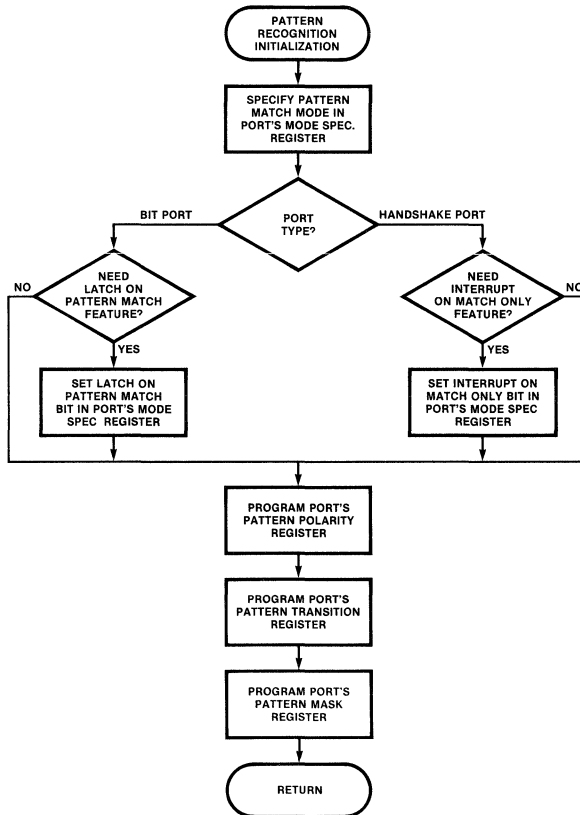 PATTERN
RECOGNITION
INITIALIZATION
SPECIFY PATTERN
MATCH MODE IN
PORT'S MODE SPEC.
REGISTER
BIT PORT
PORT
TYPE?
HANDSHAKE PORT
NO
NEED
LATCH ON
PATTERN MATCH
FEATURE?
YES
NEED
INTERRUPT
ON MATCH ONLY
FEATURE?
NO
YES
SET LATCH ON
PATTERN MATCH
BIT IN PORT'S MODE
SPEC REGISTER
SET INTERRUPT ON
MATCH ONLY BIT IN
PORT'S MODE SPEC
REGISTER
PROGRAM PORT'S
PATTERN POLARITY
REGISTER
PROGRAM PORT'S
PATTERN TRANSITION
REGISTER
PROGRAM PORT'S
PATTERN MASK
REGISTER
RETURN